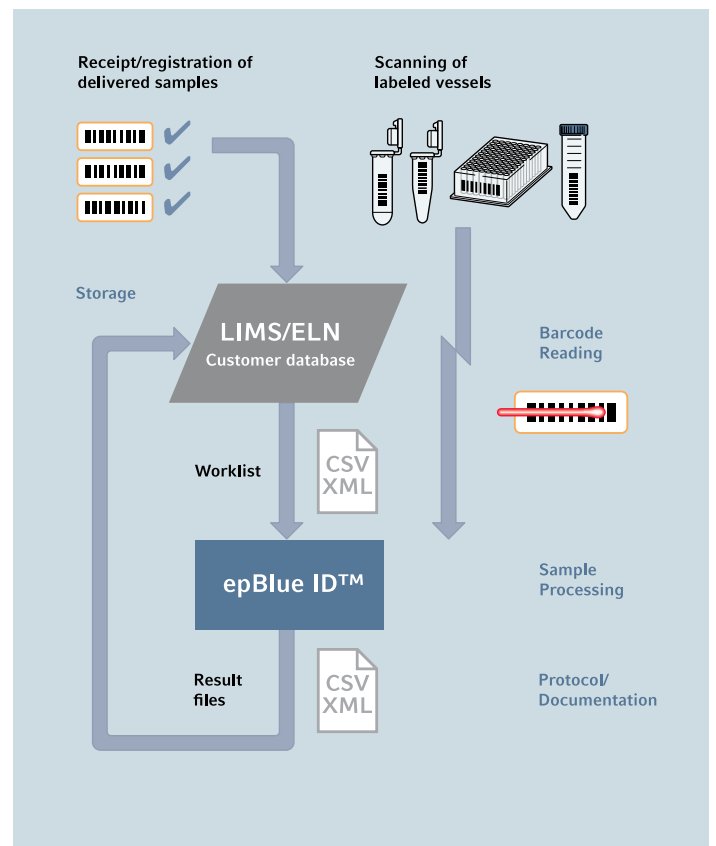 Receipt/registration of
delivered samples
Scanning of
labeled vessels
Storage
LIMS/ELN
Customer database
Barcode
Reading
Worklist
CSV
XML
epBlue ID™
Sample
Processing
Result
files
CSV
XML
Protocol/
Documentation